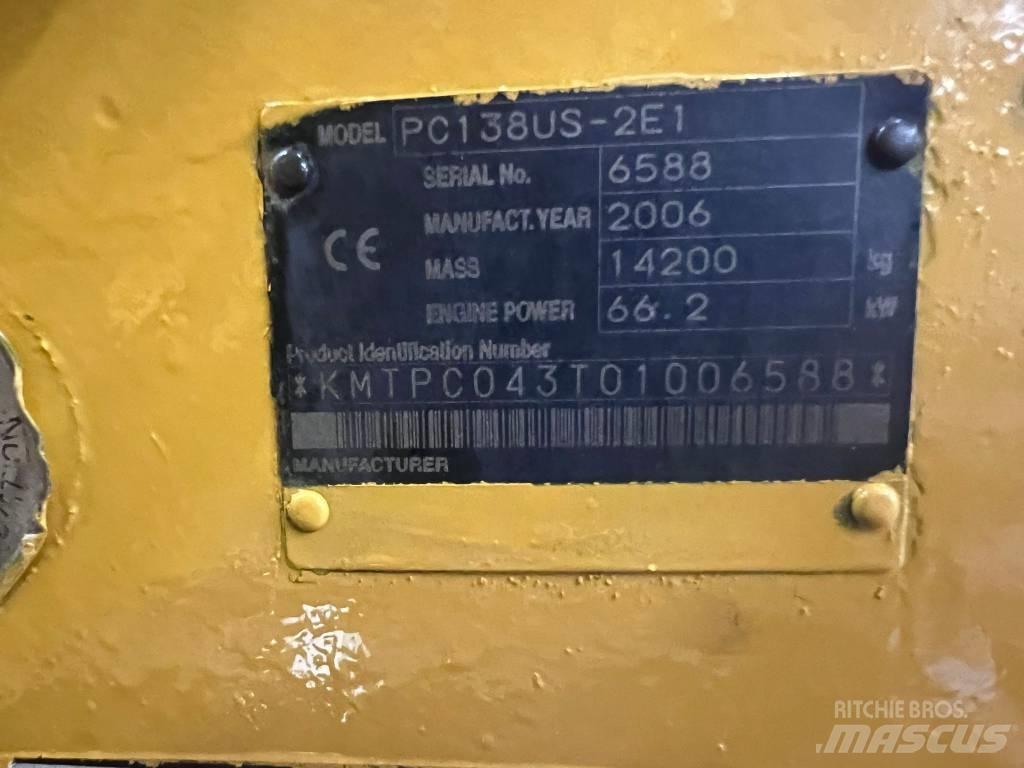 MODEL PC138US-2E1
SERIAL No. 6588
MANUFACT.YEAR 2006
CE
MASS 14200 kg
ENGINE POWER 66.2 kW
Product Identification Number
*KMTPC043T01006588*
MANUFACTURER
RITCHIE BROS.
MASCUS